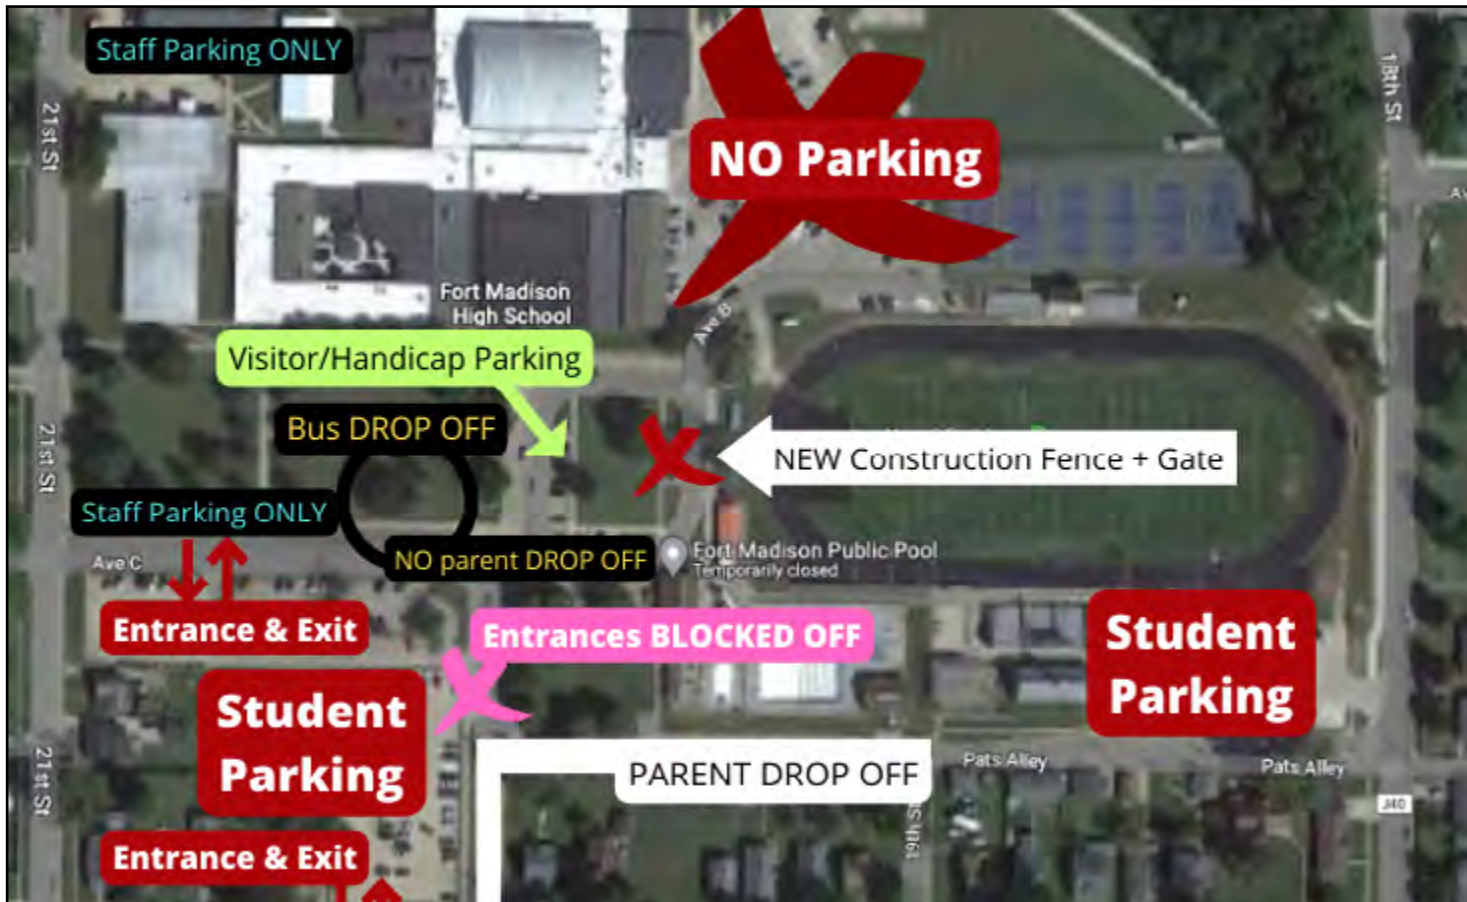 Staff Parking ONLY
21st St
18th St
NO Parking
Av
Fort Madison
High School
Ave B
Visitor/Handicap Parking
Bus DROP OFF
21st St
NEW Construction Fence + Gate
Staff Parking ONLY
Ave C
NO parent DROP OFF
Fort Madison Public Pool
Temporarily closed
Entrance & Exit
Entrances BLOCKED OFF
Student
Parking
Student
Parking
21st St
PARENT DROP OFF
Pats Alley
Pats Alley
J40
19th St
Entrance & Exit